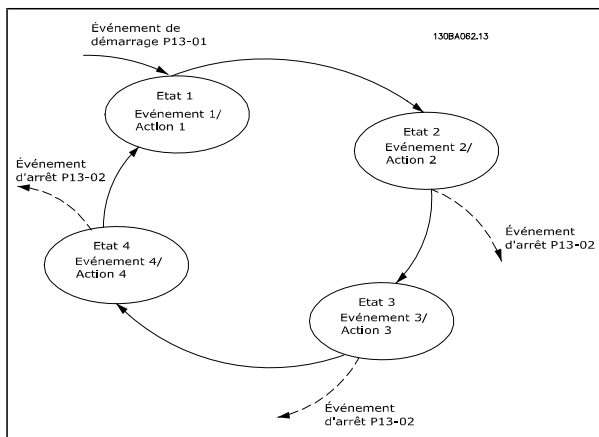 Événement de
démarrage P13-01
130BA062.13
Etat 1
Evénement 1/
Action 1
Etat 2
Evénement 2/
Action 2
Événement
d'arrêt P13-02
Événement
d'arrêt P13-02
Etat 4
Evénement 4/
Action 4
Etat 3
Evénement 3/
Action 3
Événement
d'arrêt P13-02